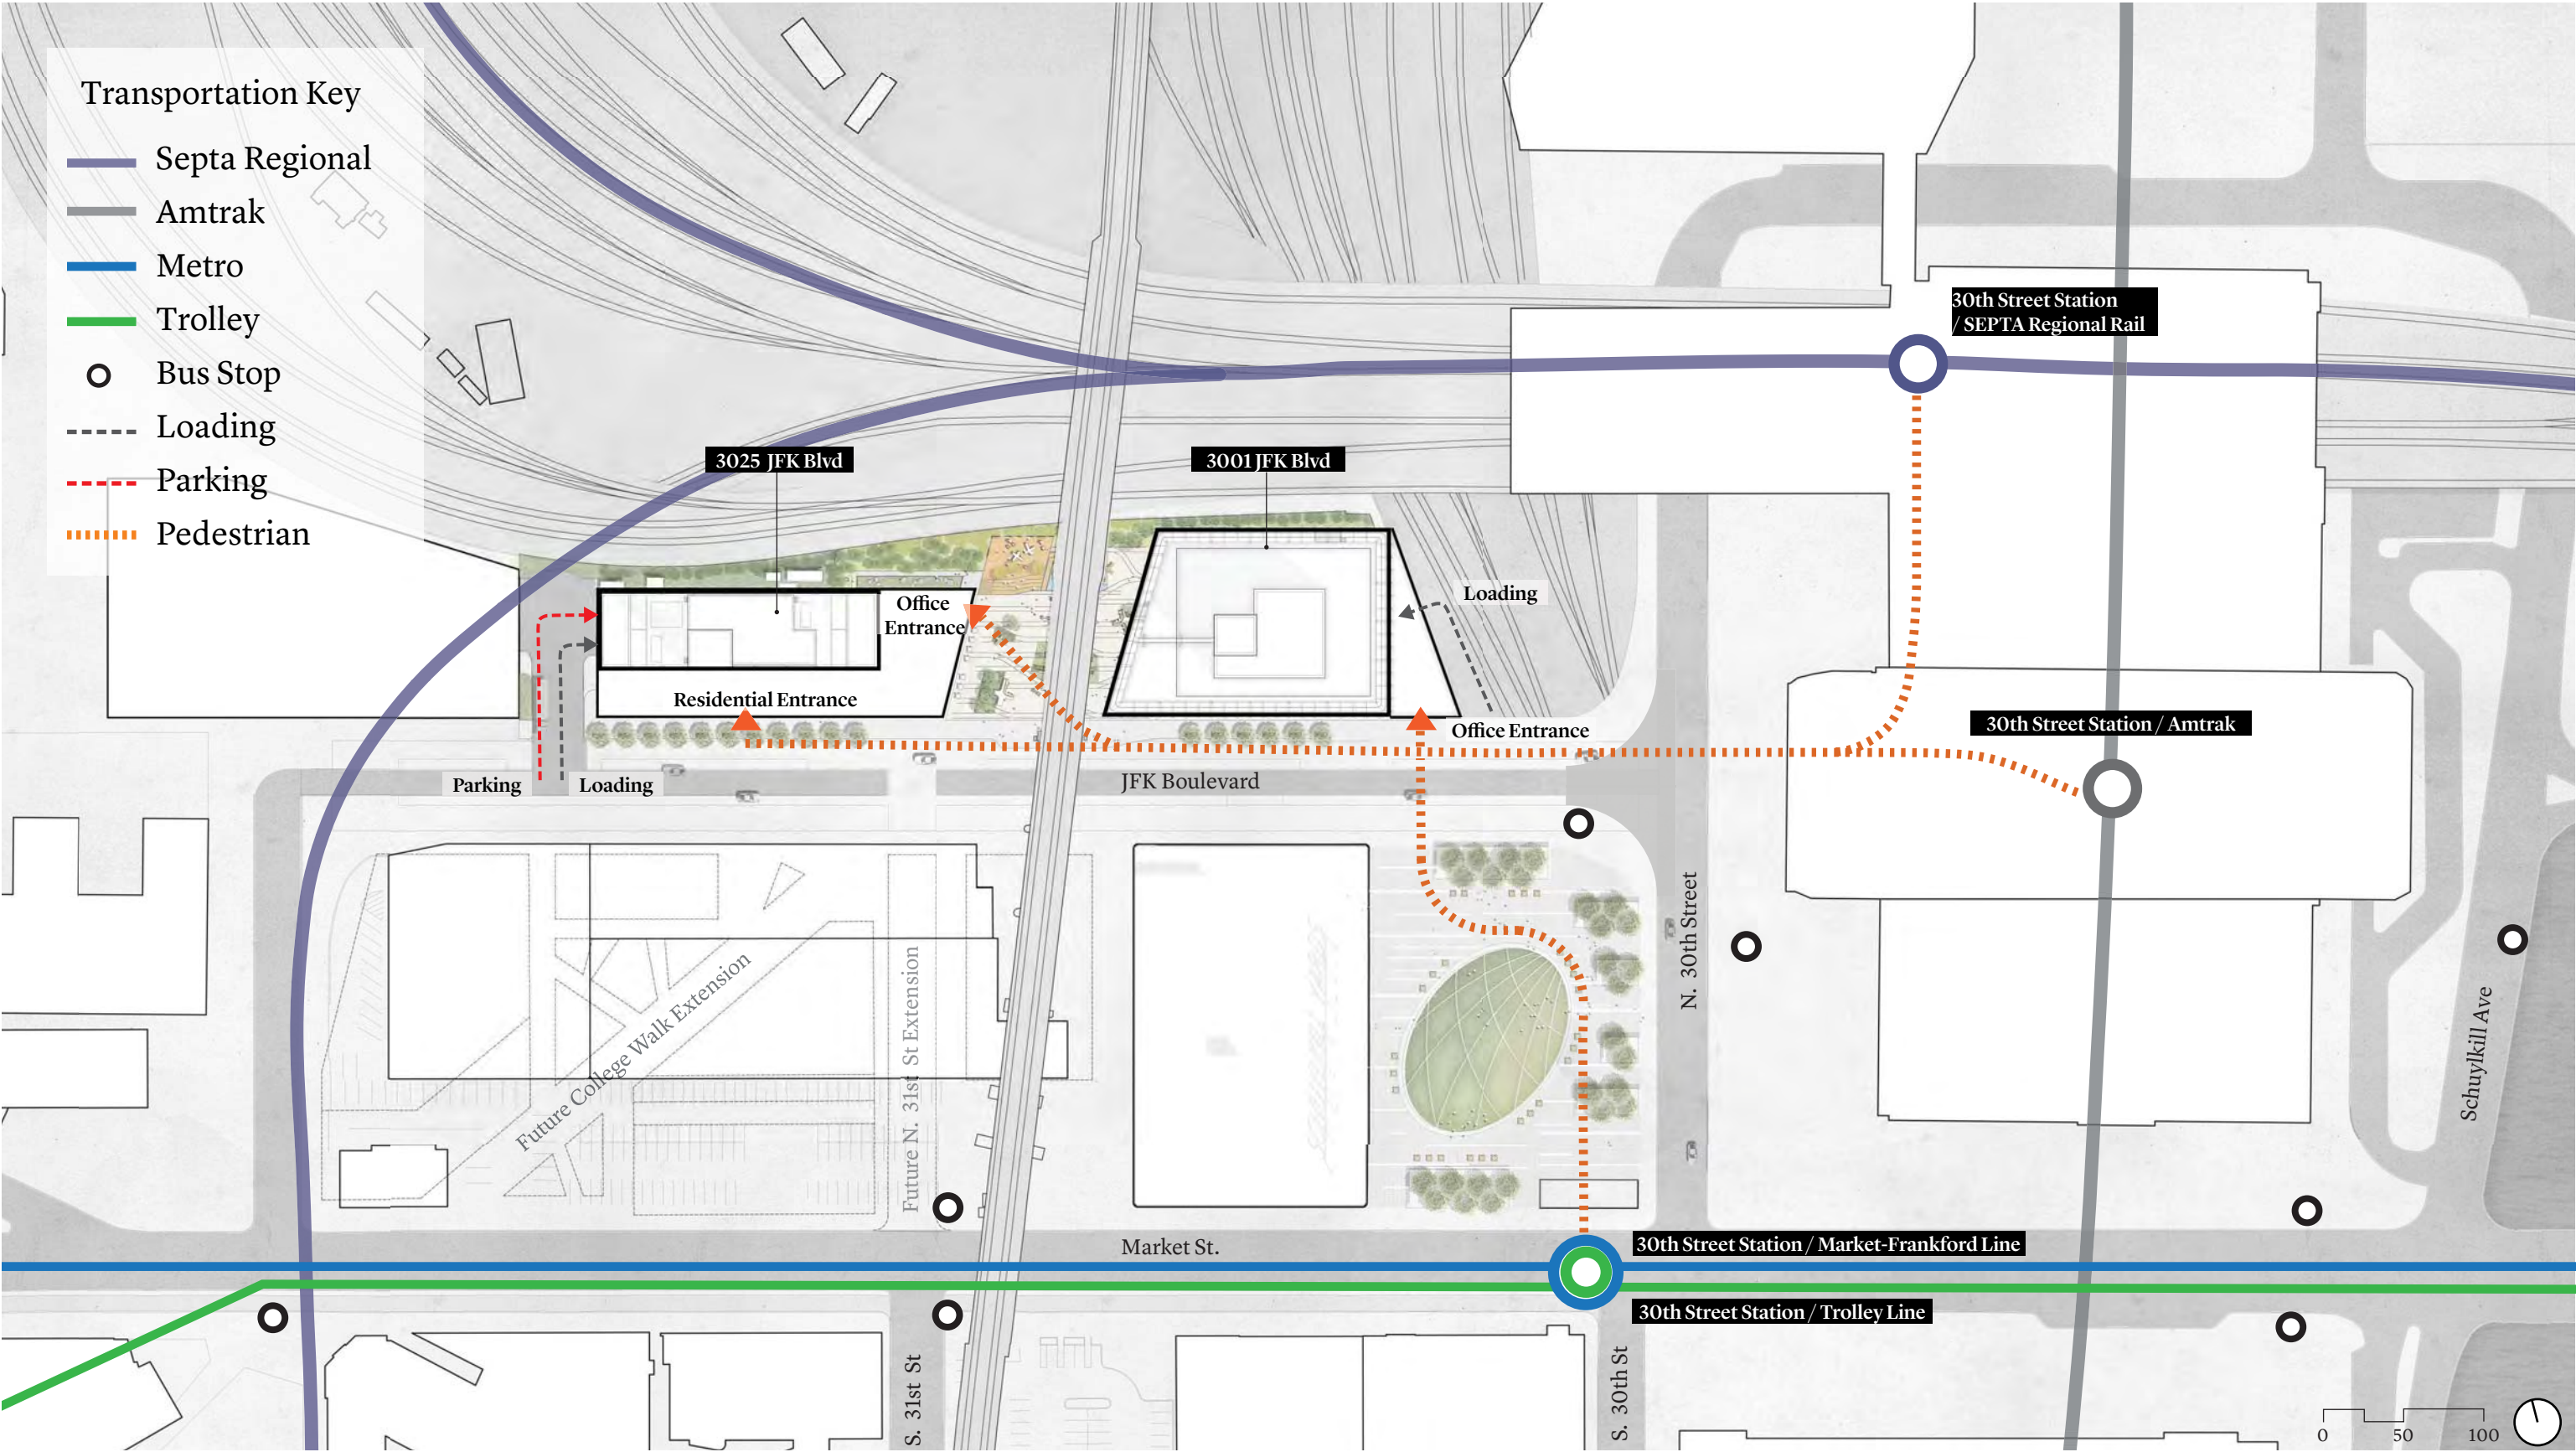 Transportation Key
Septa Regional
Amtrak
Metro
Trolley
Bus Stop
Loading
Parking
Pedestrian
30th Street Station
/ SEPTA Regional Rail
3025 JFK Blvd
3001 JFK Blvd
Office
Entrance
Loading
Residential Entrance
Office Entrance
30th Street Station / Amtrak
Parking
Loading
JFK Boulevard
N. 30th Street
Future College Walk Extension
Future N. 31st St Extension
Schuylkill Ave
Market St.
30th Street Station / Market-Frankford Line
30th Street Station / Trolley Line
S. 31st St
S. 30th St
0 50 100